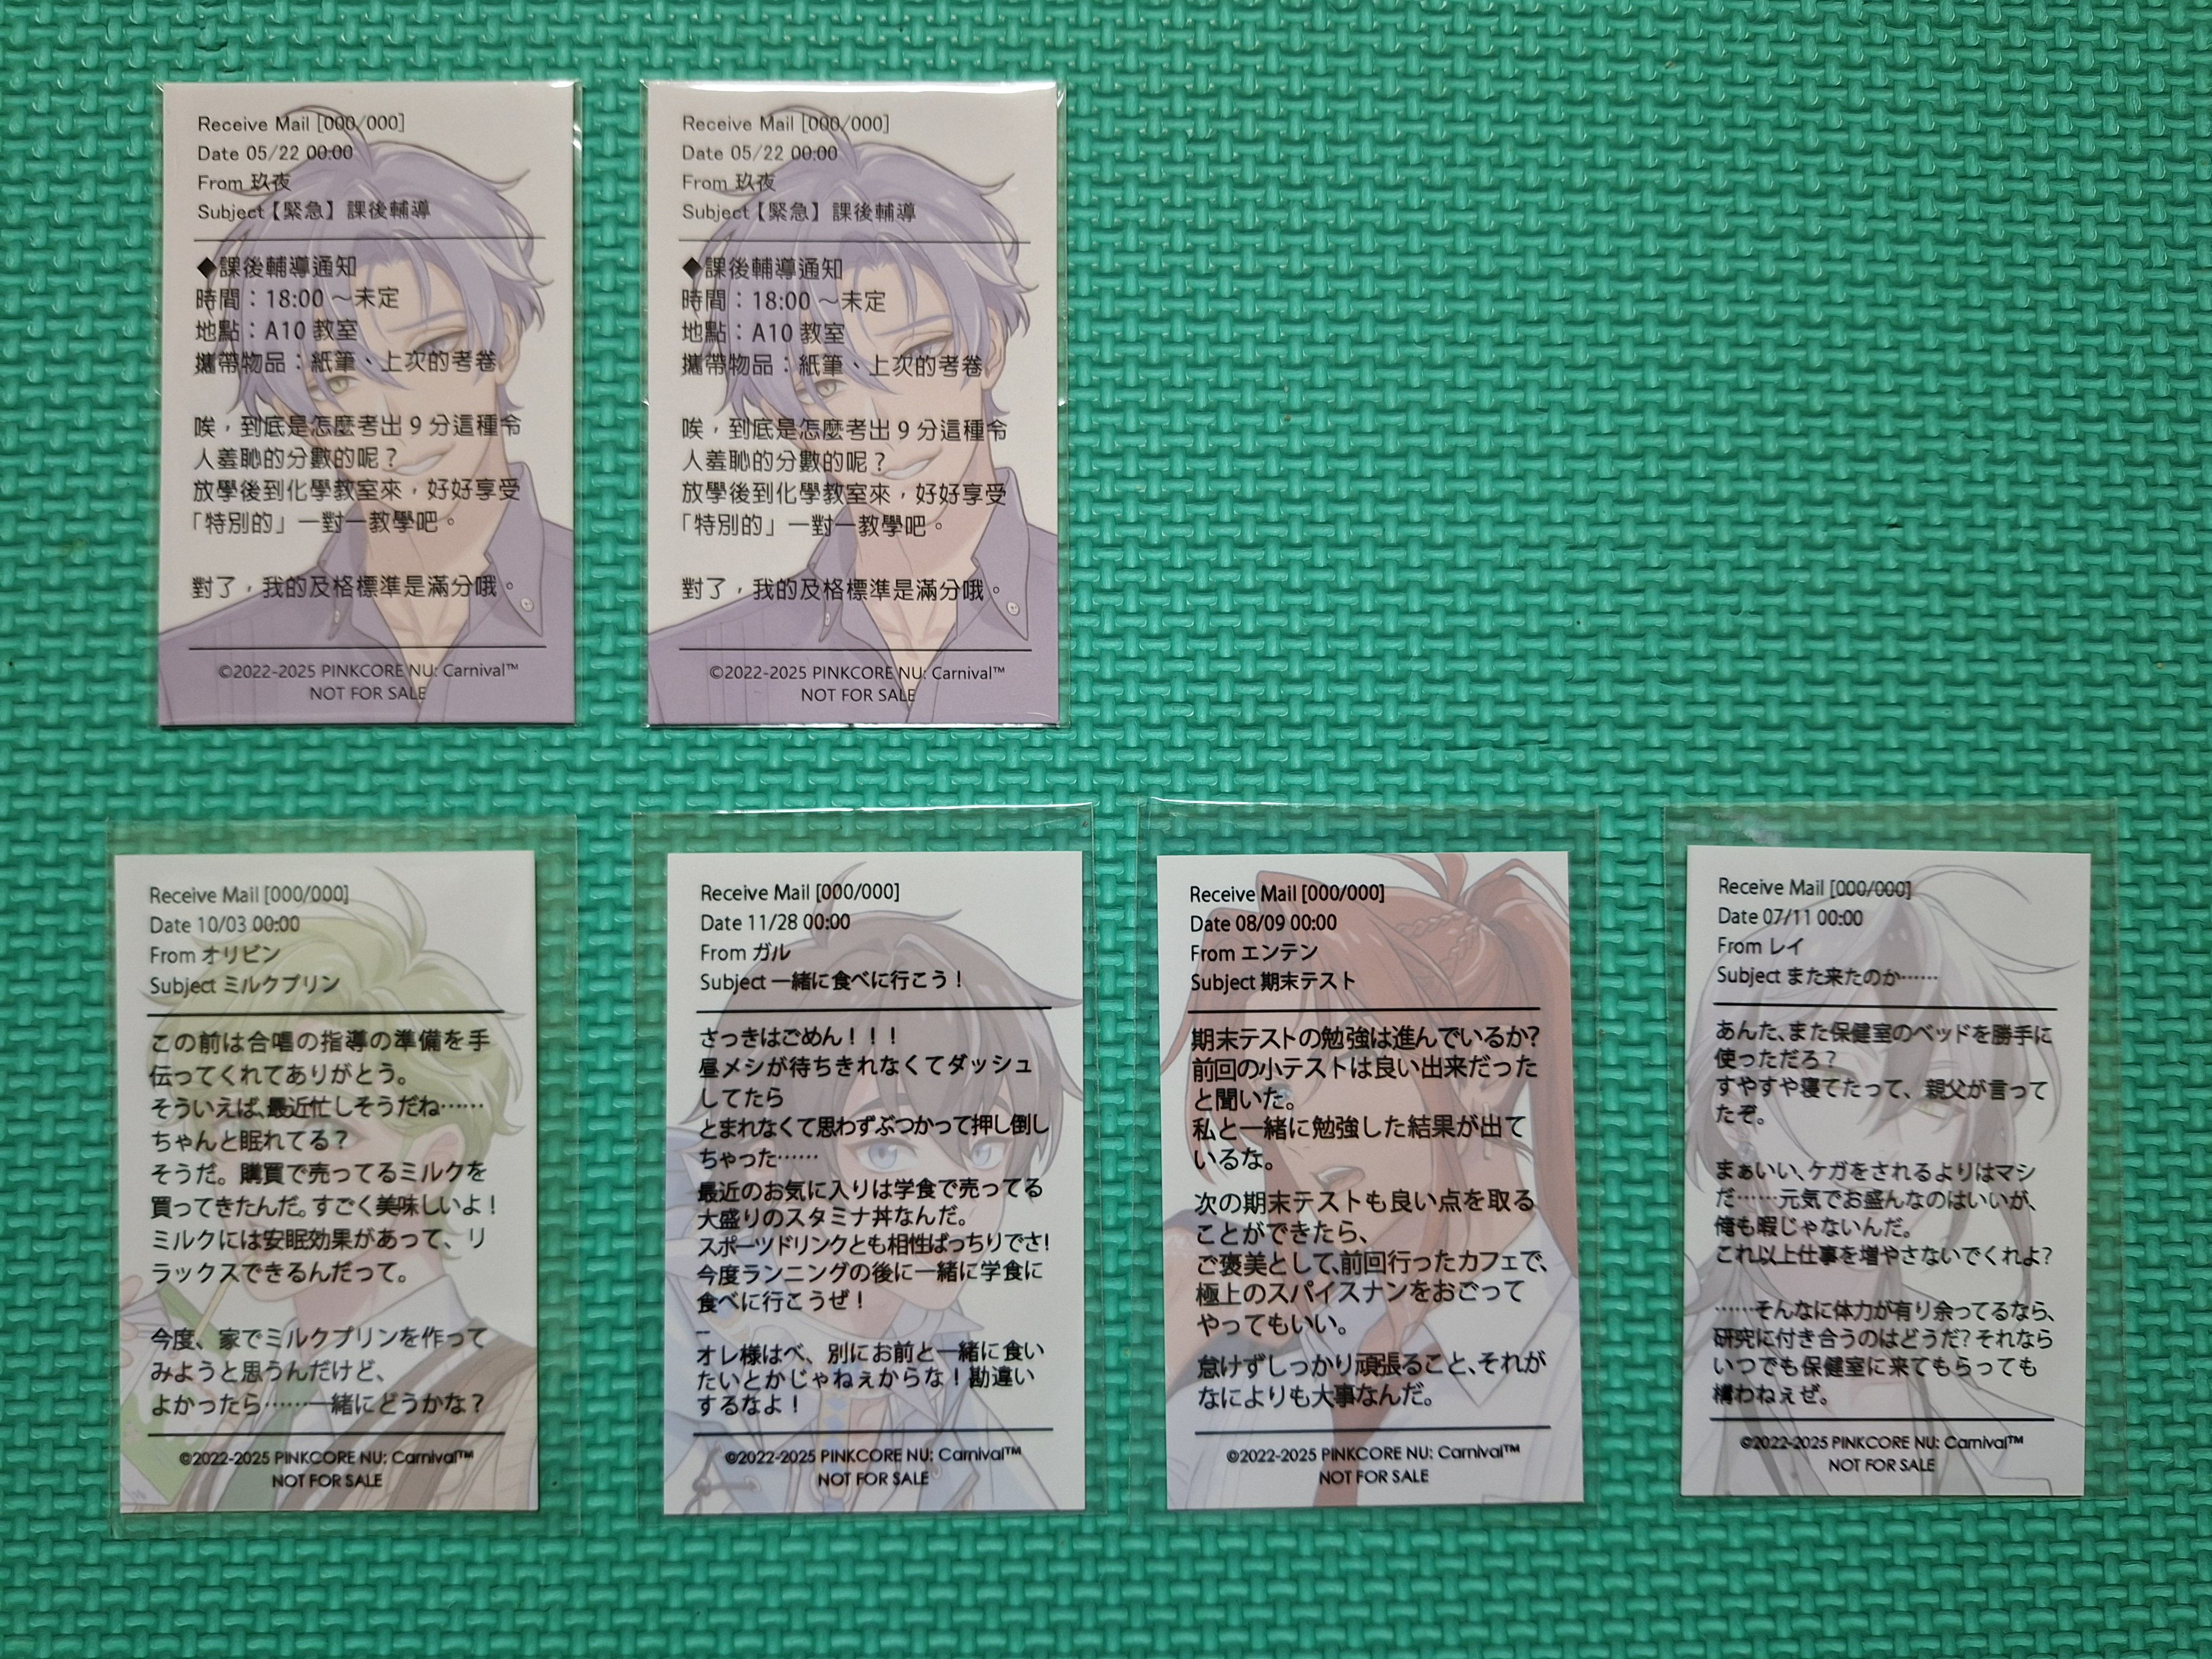 Receive Mail [000/000]
Date 05/22 00:00
From 玖夜
Subject【緊急】課後輔導
◆課後輔導通知
時間：18:00～未定
地點：A10 教室
攜帶物品：紙筆、上次的考卷
唉，到底是怎麼考出 9 分這種令
人羞恥的分數的呢？
放學後到化學教室來，好好享受
「特別的」一對一教學吧。
對了，我的及格標準是滿分哦。
©2022-2025 PINKCORE NU: Carnival™
NOT FOR SALE
Receive Mail [000/000]
Date 05/22 00:00
From 玖夜
Subject【緊急】課後輔導
◆課後輔導通知
時間：18:00～未定
地點：A10 教室
攜帶物品：紙筆、上次的考卷
唉，到底是怎麼考出 9 分這種令
人羞恥的分數的呢？
放學後到化學教室來，好好享受
「特別的」一對一教學吧。
對了，我的及格標準是滿分哦。
©2022-2025 PINKCORE NU: Carnival™
NOT FOR SALE
Receive Mail [000/000]
Date 10/03 00:00
From オリビン
Subject ミルクプリン
この前は合唱の指導の準備を手
伝ってくれてありがとう。
そういえば、最近忙しそうだね……
ちゃんと眠れてる？
そうだ。購買で売ってるミルクを
買ってきたんだ。すごく美味しいよ！
ミルクには安眠効果があって、リ
ラックスできるんだって。
今度、家でミルクプリンを作って
みようと思うんだけど、
よかったら……一緒にどうかな？
©2022-2025 PINKCORE NU: Carnival™
NOT FOR SALE
Receive Mail [000/000]
Date 11/28 00:00
From ガル
Subject 一緒に食べに行こう！
さっきはごめん！！！
昼メシが待ちきれなくてダッシュ
してたら
とまれなくて思わずぶつかって押し倒し
ちゃった……
最近のお気に入りは学食で売ってる
大盛りのスタミナ丼なんだ。
スポーツドリンクとも相性ばっちりでさ！
今度ランニングの後に一緒に学食に
食べに行こうぜ！
_
オレ様はべ、別にお前と一緒に食い
たいとかじゃねぇからな！勘違い
するなよ！
©2022-2025 PINKCORE NU: Carnival™
NOT FOR SALE
Receive Mail [000/000]
Date 08/09 00:00
From エンテン
Subject 期末テスト
期末テストの勉強は進んでいるか？
前回の小テストは良い出来だった
と聞いた。
私と一緒に勉強した結果が出て
いるな。
次の期末テストも良い点を取る
ことができたら、
ご褒美として、前回行ったカフェで、
極上のスパイスナンをおごって
やってもいい。
怠けずしっかり頑張ること、それが
なによりも大事なんだ。
©2022-2025 PINKCORE NU: Carnival™
NOT FOR SALE
Receive Mail [000/000]
Date 07/11 00:00
From レイ
Subject また来たのか……
あんた、また保健室のベッドを勝手に
使っただろ？
すやすや寝てたって、親父が言って
たぞ。
まぁいい、ケガをされるよりはマシ
だ……元気でお盛んなのはいいが、
俺も暇じゃないんだ。
これ以上仕事を増やさないでくれよ？
……そんなに体力が有り余ってるなら、
研究に付き合うのはどうだ？それなら
いつでも保健室に来てもらっても
構わねぇぜ。
©2022-2025 PINKCORE NU: Carnival™
NOT FOR SALE